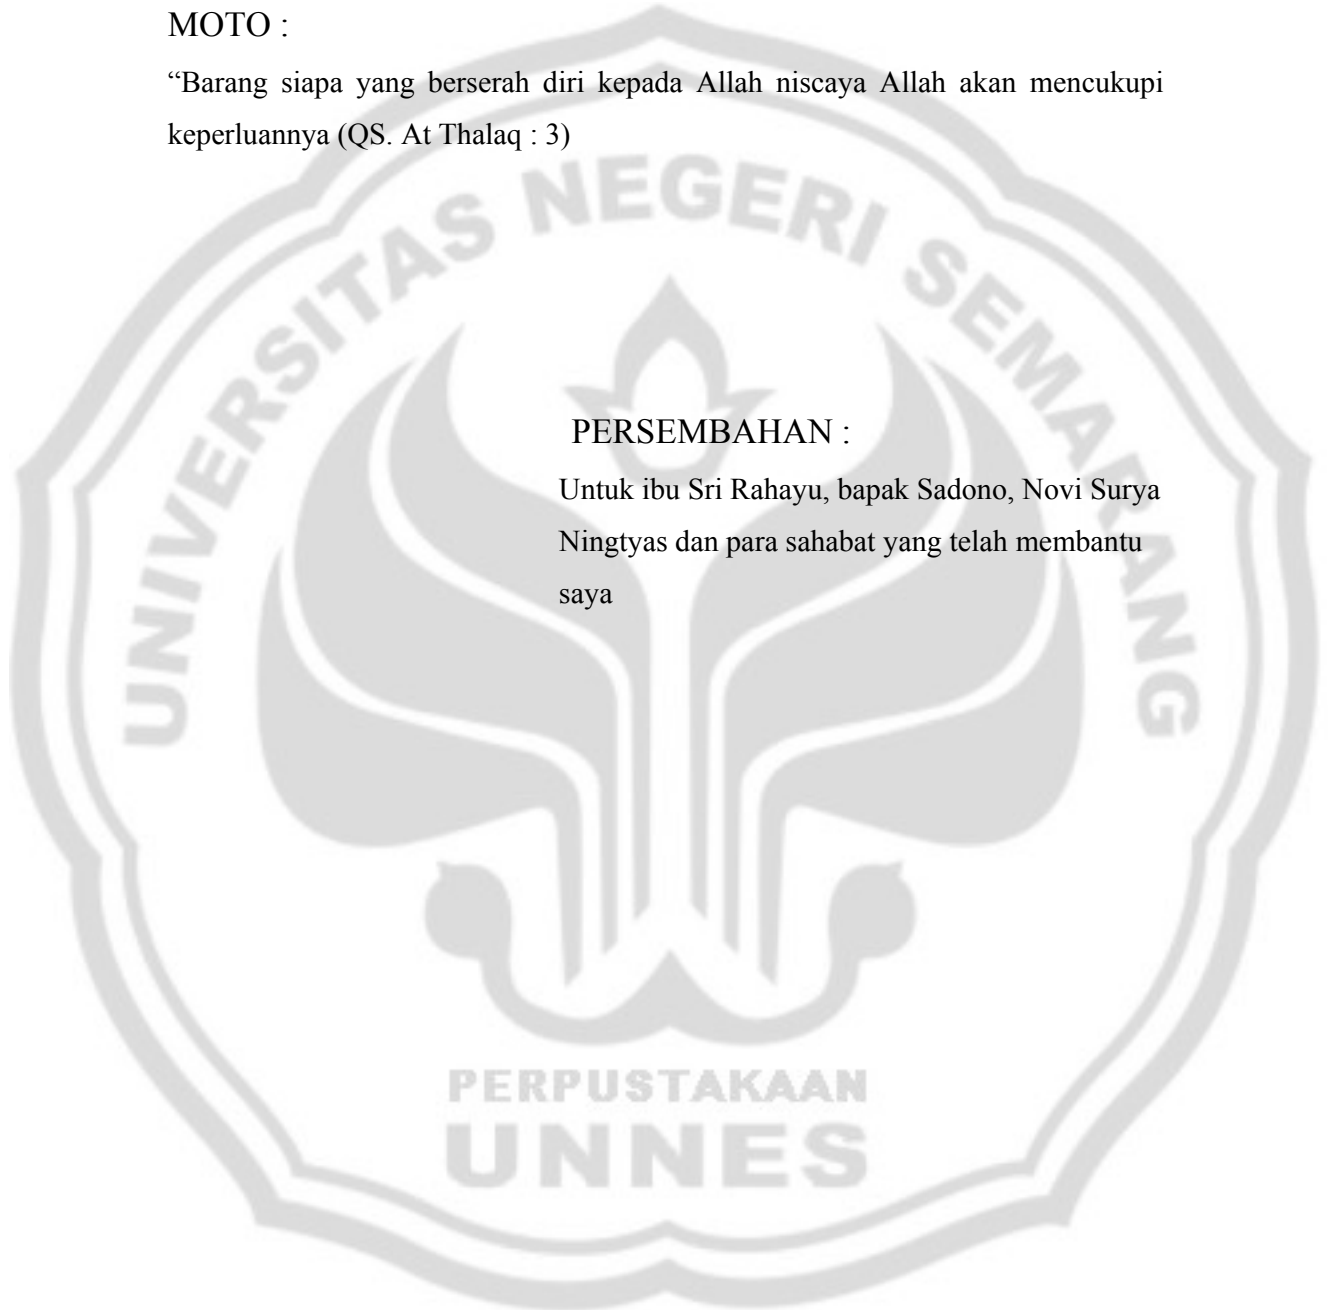 MOTO :
“Barang siapa yang berserah diri kepada Allah niscaya Allah akan mencukupi
keperluannya (QS. At Thalaq : 3)
UNIVERSITAS NEGERI SEMARANG
PERSEMBAHAN :
Untuk ibu Sri Rahayu, bapak Sadono, Novi Surya
Ningtyas dan para sahabat yang telah membantu
saya
PERPUSTAKAAN
UNNES